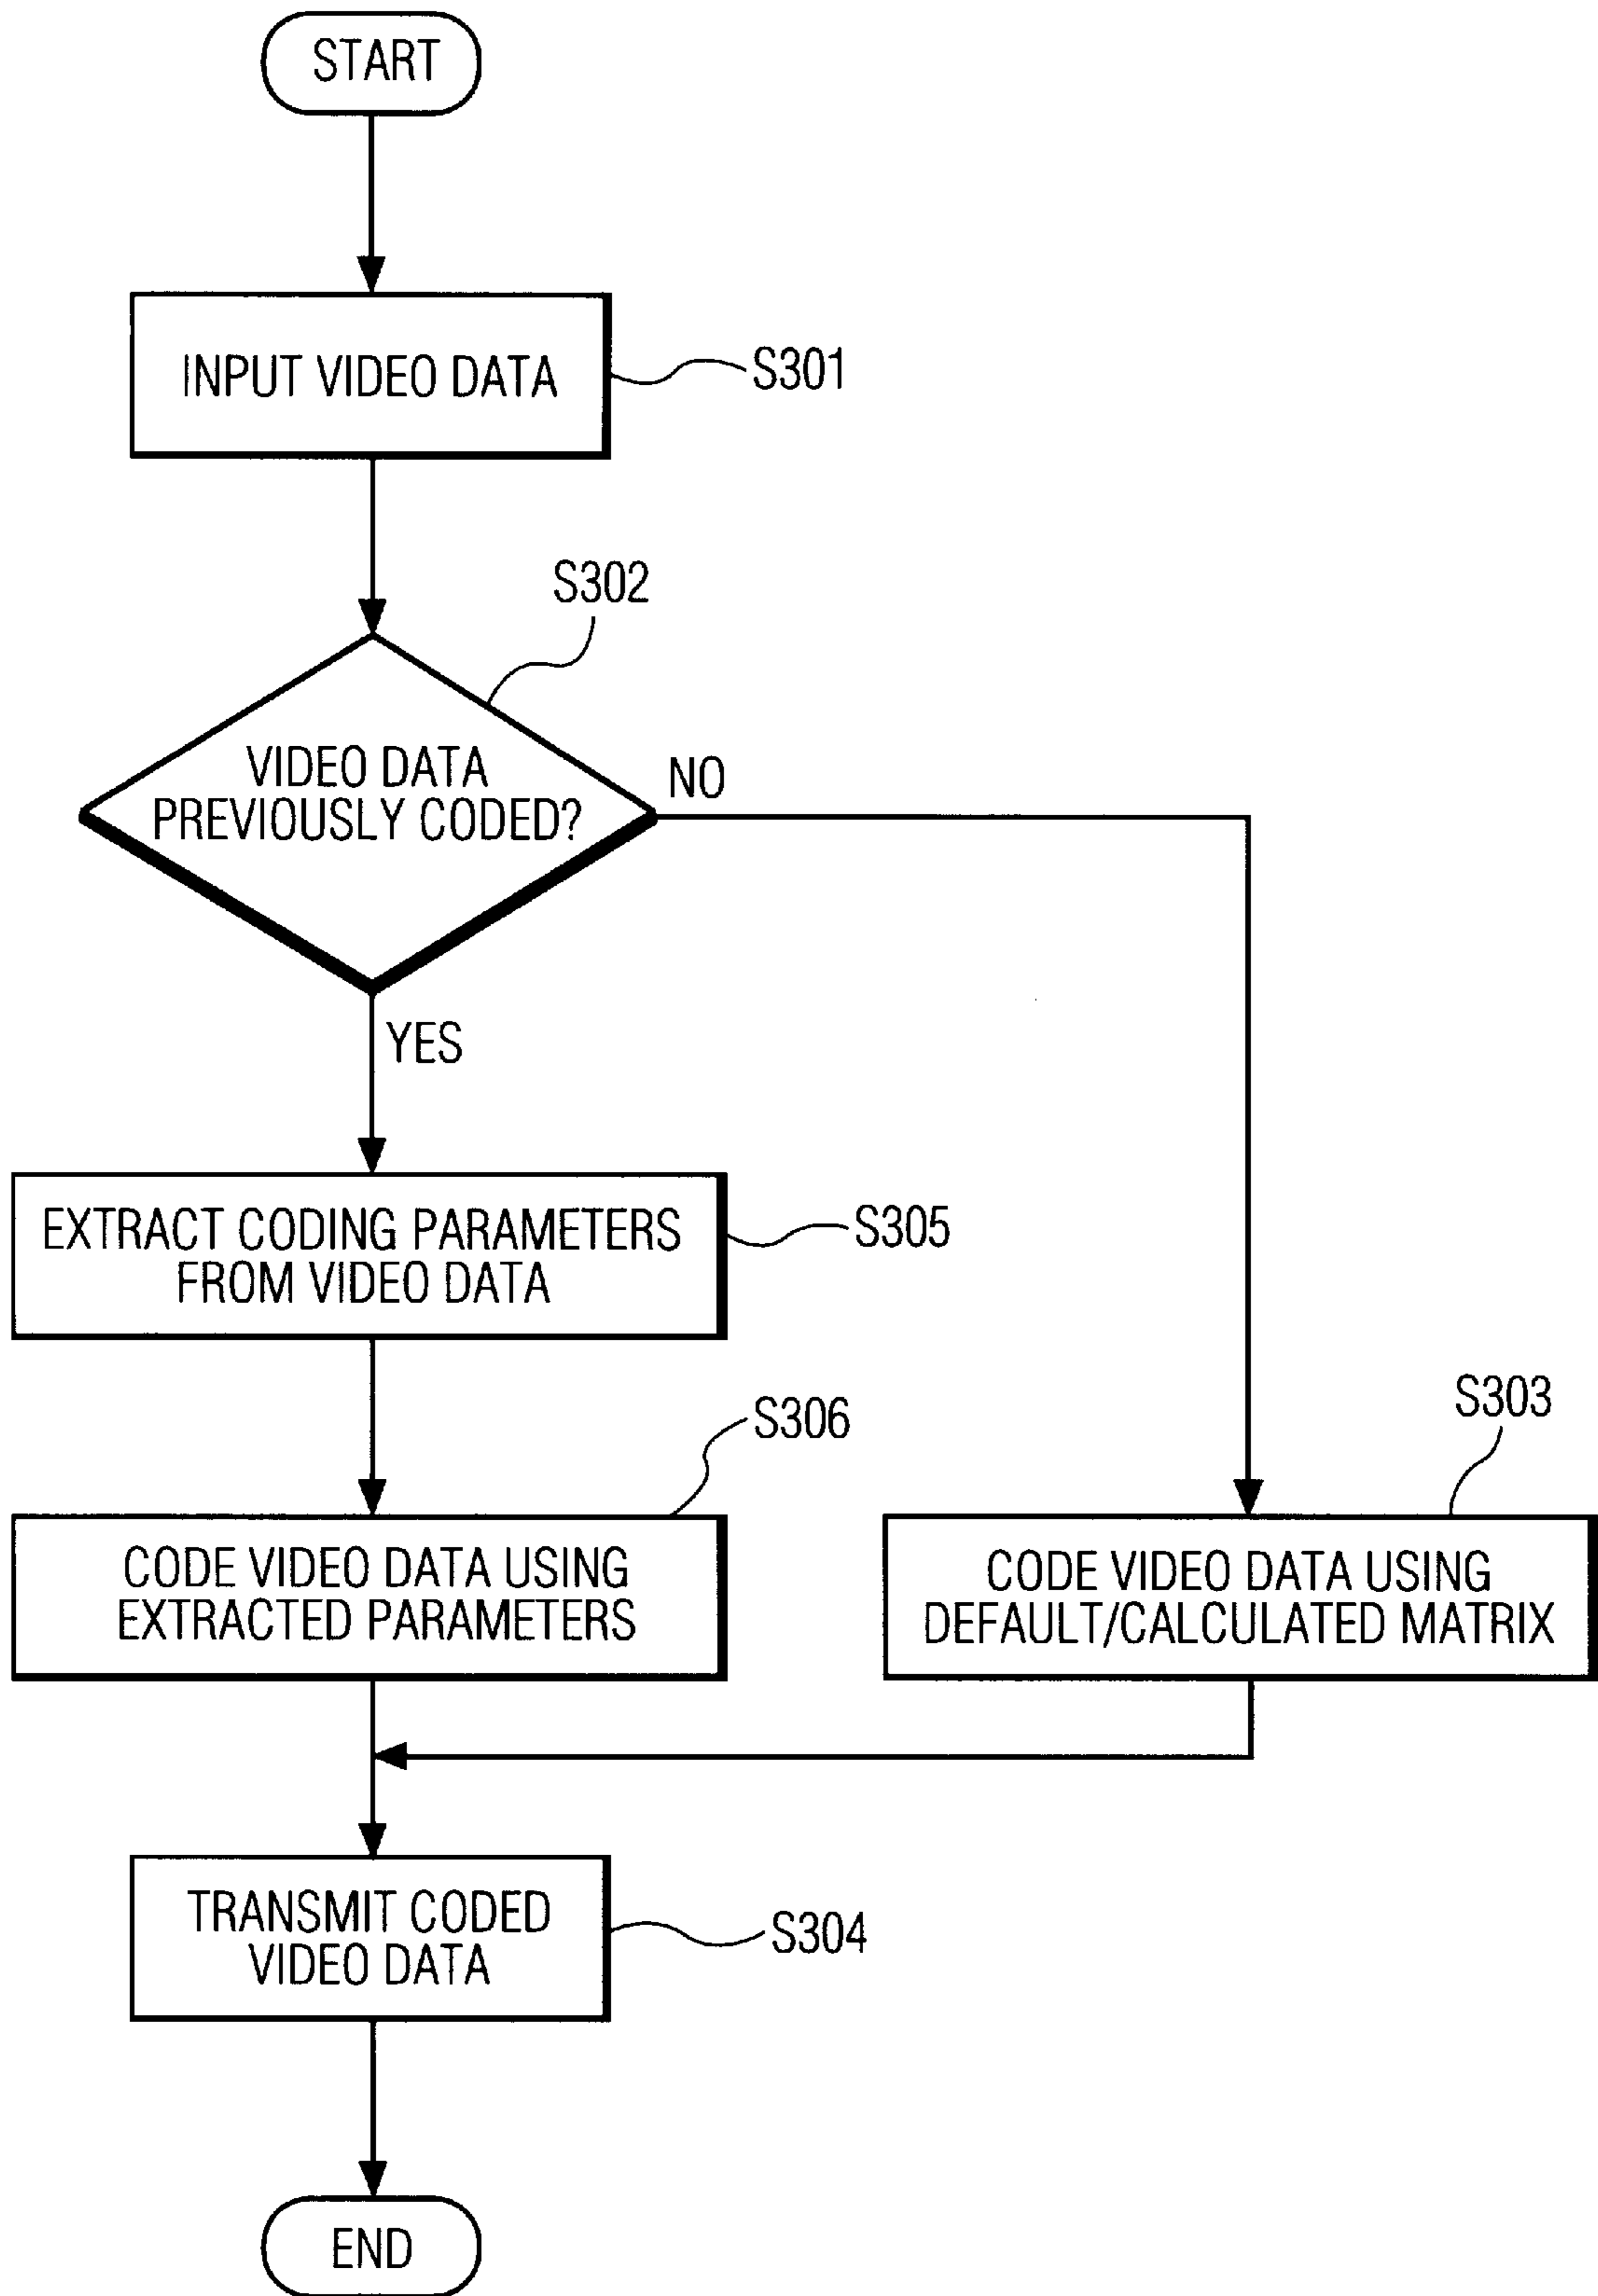 START
INPUT VIDEO DATA
S301
S302
VIDEO DATA
PREVIOUSLY CODED?
NO
YES
EXTRACT CODING PARAMETERS
FROM VIDEO DATA
S305
S306
CODE VIDEO DATA USING
EXTRACTED PARAMETERS
S303
CODE VIDEO DATA USING
DEFAULT/CALCULATED MATRIX
TRANSMIT CODED
VIDEO DATA
S304
END